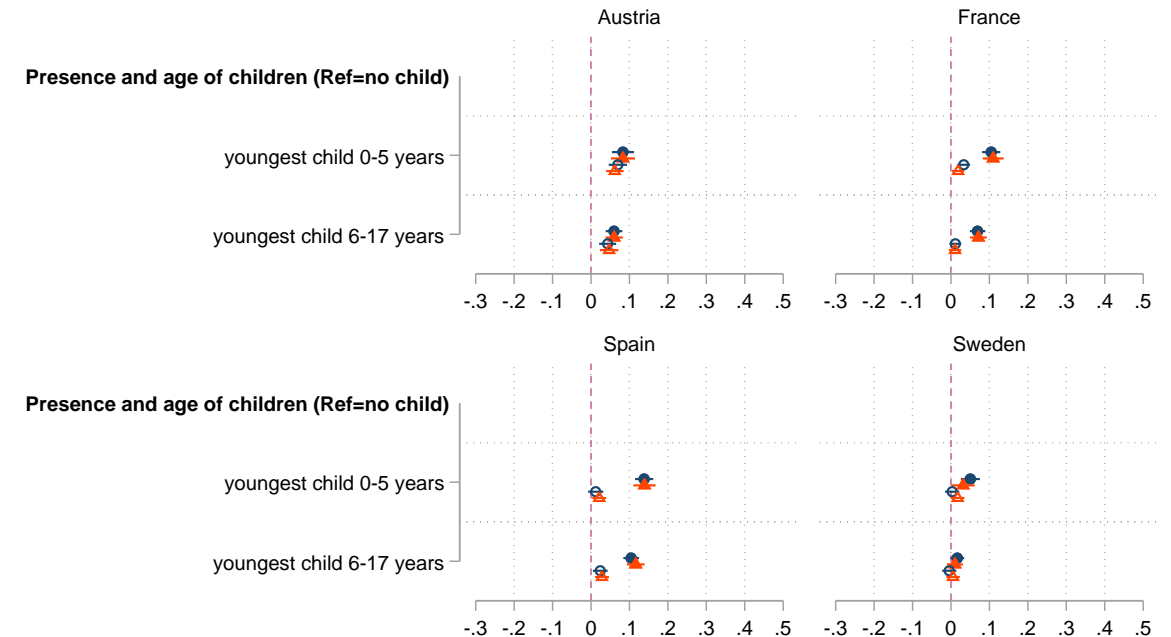 Austria
France
Presence and age of children (Ref=no child)
youngest child 0-5 years
youngest child 6-17 years
-.3 -.2 -.1 0 .1 .2 .3 .4 .5
-.3 -.2 -.1 0 .1 .2 .3 .4 .5
Spain
Sweden
Presence and age of children (Ref=no child)
youngest child 0-5 years
youngest child 6-17 years
-.3 -.2 -.1 0 .1 .2 .3 .4 .5
-.3 -.2 -.1 0 .1 .2 .3 .4 .5